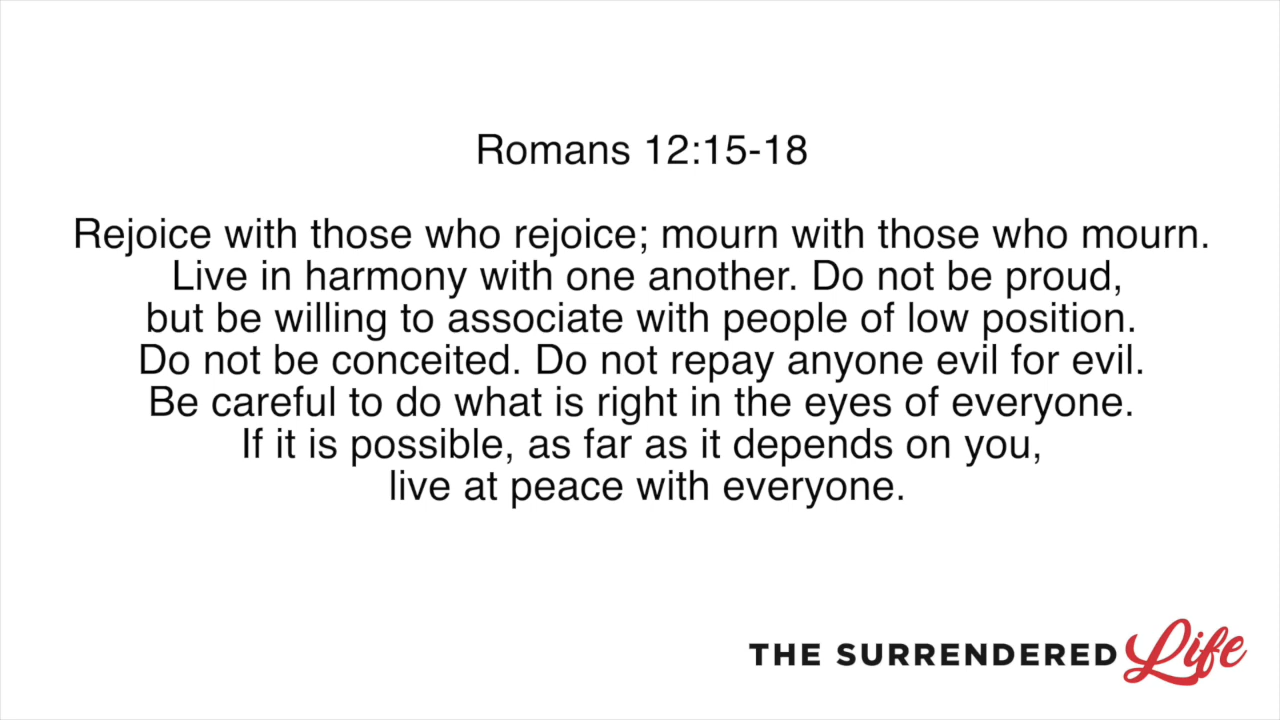 Romans 12:15-18
Rejoice with those who rejoice; mourn with those who mourn.
Live in harmony with one another. Do not be proud,
but be willing to associate with people of low position.
Do not be conceited. Do not repay anyone evil for evil.
Be careful to do what is right in the eyes of everyone.
If it is possible, as far as it depends on you,
live at peace with everyone.
THE SURRENDERED Life